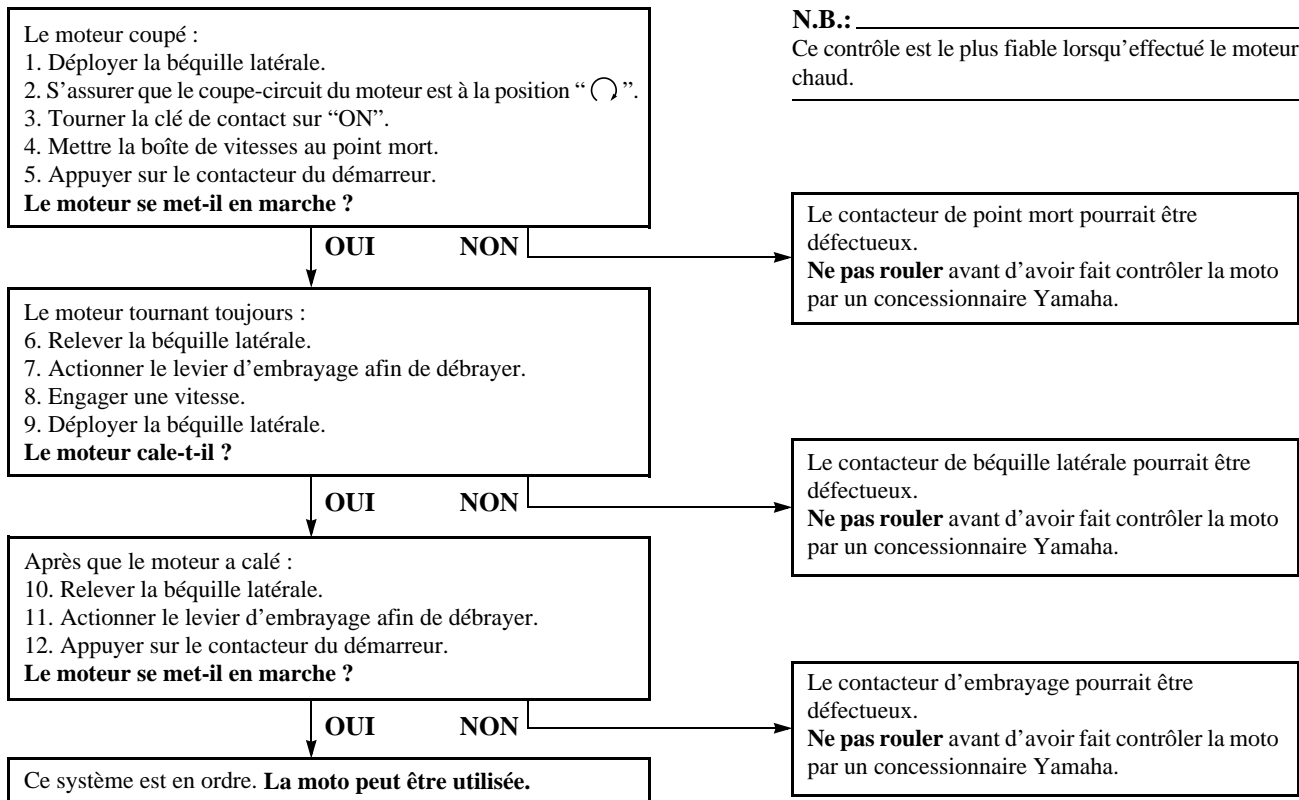 Le moteur coupé :
1. Déployer la béquille latérale.
2. S’assurer que le coupe-circuit du moteur est à la position “ ”.
3. Tourner la clé de contact sur “ON”.
4. Mettre la boîte de vitesses au point mort.
5. Appuyer sur le contacteur du démarreur.
Le moteur se met-il en marche ?
N.B.:
Ce contrôle est le plus fiable lorsqu’effectué le moteur
chaud.
OUI NON
Le contacteur de point mort pourrait être
défectueux.
Ne pas rouler avant d’avoir fait contrôler la moto
par un concessionnaire Yamaha.
Le moteur tournant toujours :
6. Relever la béquille latérale.
7. Actionner le levier d’embrayage afin de débrayer.
8. Engager une vitesse.
9. Déployer la béquille latérale.
Le moteur cale-t-il ?
OUI NON
Le contacteur de béquille latérale pourrait être
défectueux.
Ne pas rouler avant d’avoir fait contrôler la moto
par un concessionnaire Yamaha.
Après que le moteur a calé :
10. Relever la béquille latérale.
11. Actionner le levier d’embrayage afin de débrayer.
12. Appuyer sur le contacteur du démarreur.
Le moteur se met-il en marche ?
OUI NON
Le contacteur d’embrayage pourrait être
défectueux.
Ne pas rouler avant d’avoir fait contrôler la moto
par un concessionnaire Yamaha.
Ce système est en ordre. La moto peut être utilisée.